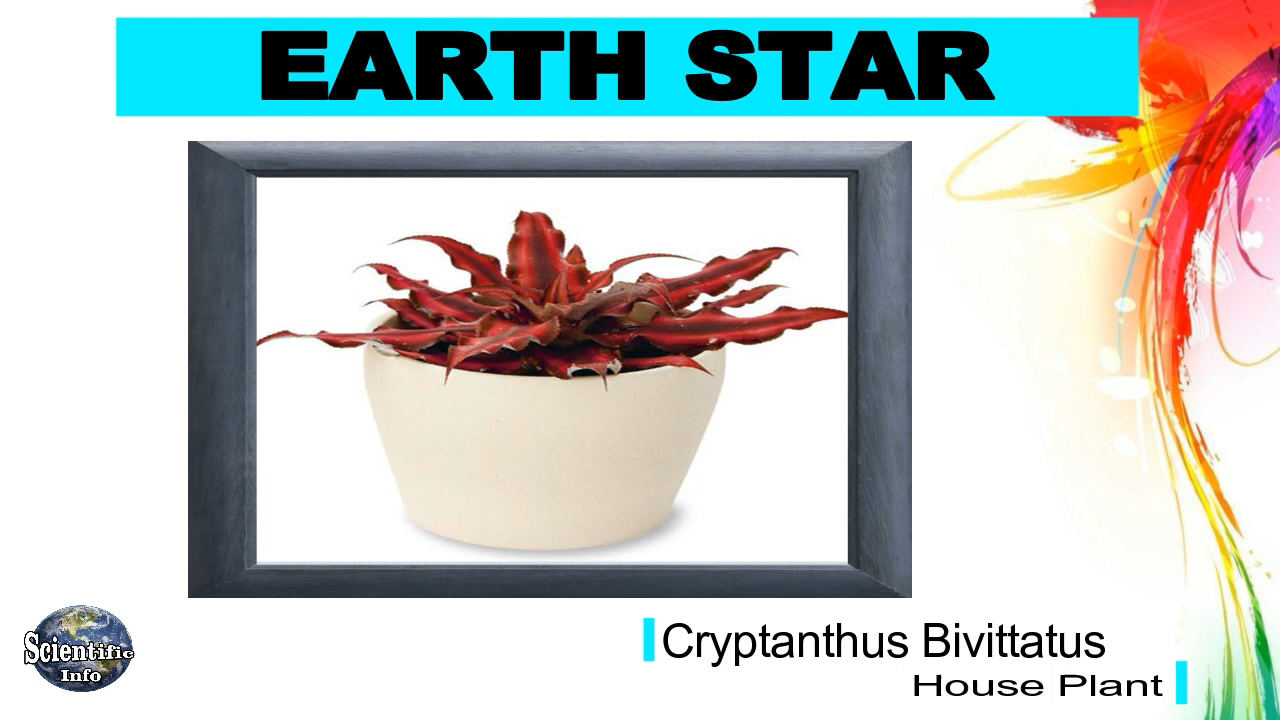 EARTH STAR
Scientific
Info
Cryptanthus Bivittatus
House Plant